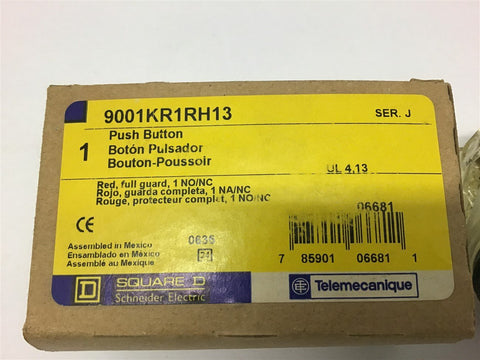 9001KR1RH13
SER. J
1
Push Button
Botón Pulsador
Bouton-Poussoir
UL 4,13
Red, full guard, 1 NO/NC
Rojo, guarda completa, 1 NA/NC
Rouge, protecteur complet, 1 NO/NC
06681
CE
Assembled in Mexico
Ensamblado en México
Assemblé au Mexique
0635
7 85901 06681 1
SQUARE D
Schneider Electric
Telemecanique